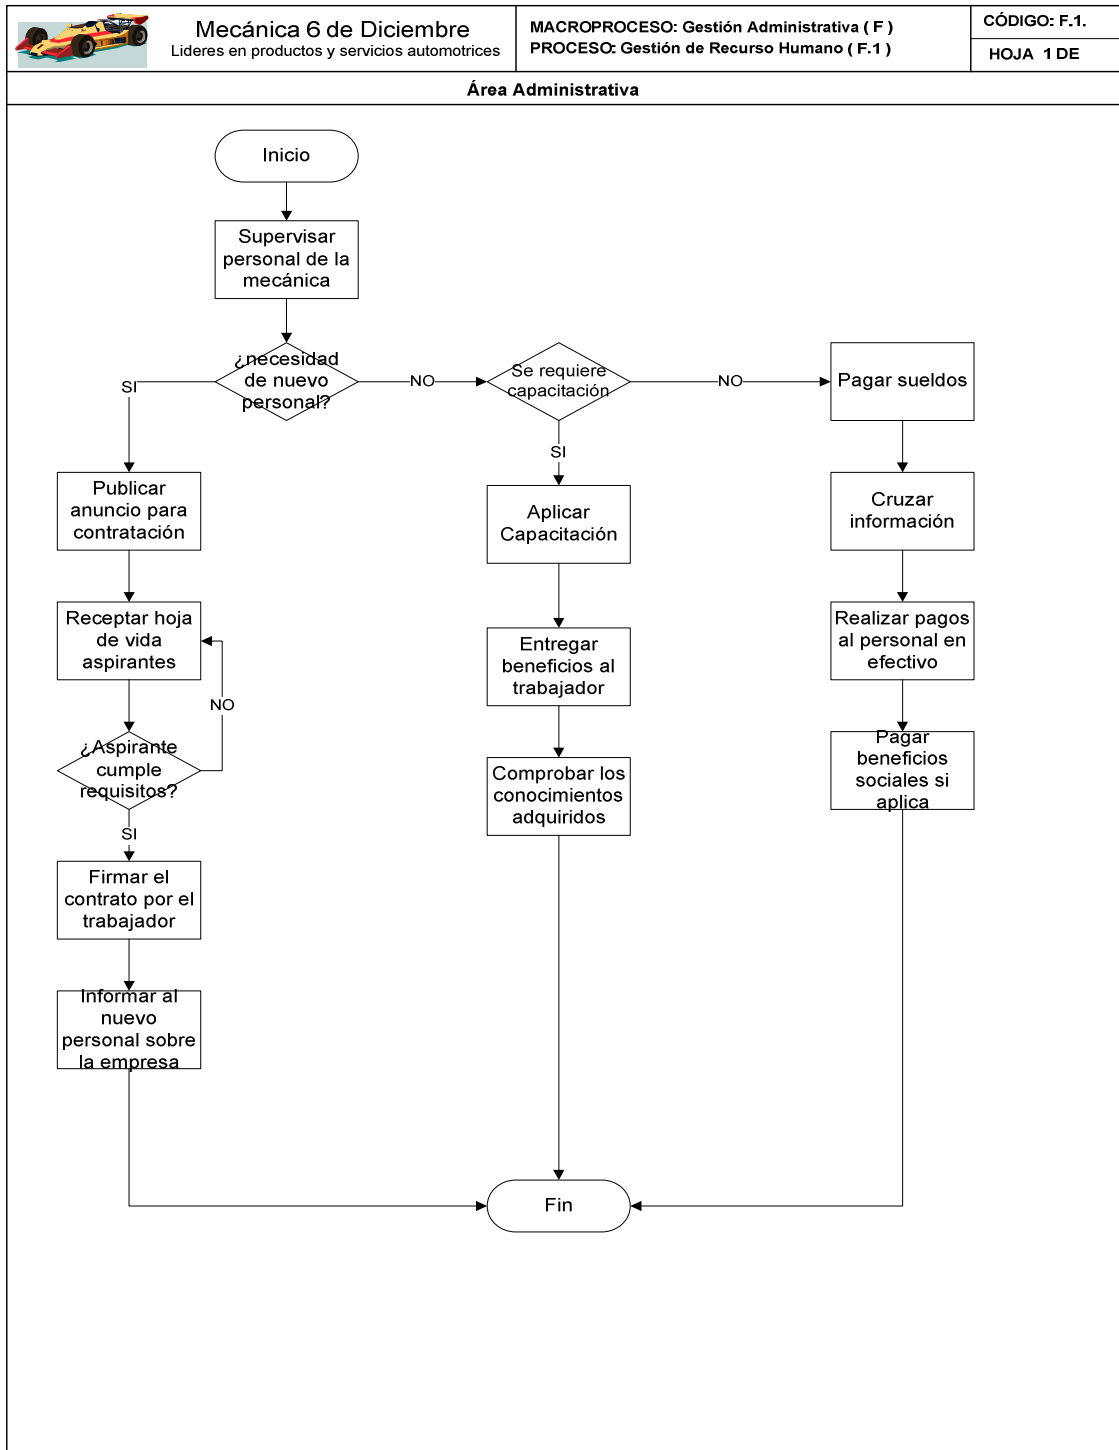 Mecánica 6 de Diciembre
Lideres en productos y servicios automotrices
MACROPROCESO: Gestión Administrativa ( F )
PROCESO: Gestión de Recurso Humano ( F.1 )
CÓDIGO: F.1.
HOJA 1 DE
Área Administrativa
Inicio
Supervisar
personal de la
mecánica
¿necesidad
de nuevo
personal?
SI
NO
Se requiere
capacitación
NO
SI
Pagar sueldos
Publicar
anuncio para
contratación
Aplicar
Capacitación
Cruzar
información
Receptar hoja
de vida
aspirantes
NO
Entregar
beneficios al
trabajador
Realizar pagos
al personal en
efectivo
¿Aspirante
cumple
requisitos?
SI
Comprobar los
conocimientos
adquiridos
Pagar
beneficios
sociales si
aplica
Firmar el
contrato por el
trabajador
Informar al
nuevo
personal sobre
la empresa
Fin